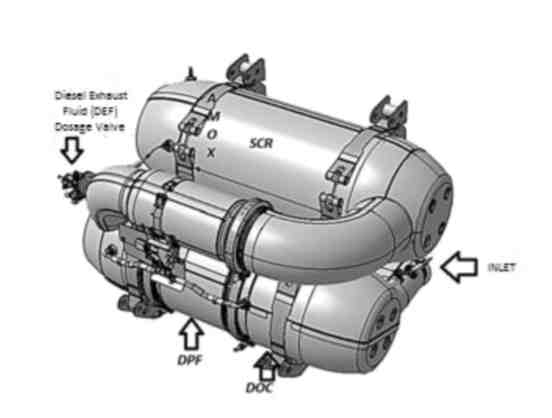 Diesel Exhaust
Fluid (DEF)
Dosage Valve
A
M
O
X
SCR
INLET
DPF
DOC